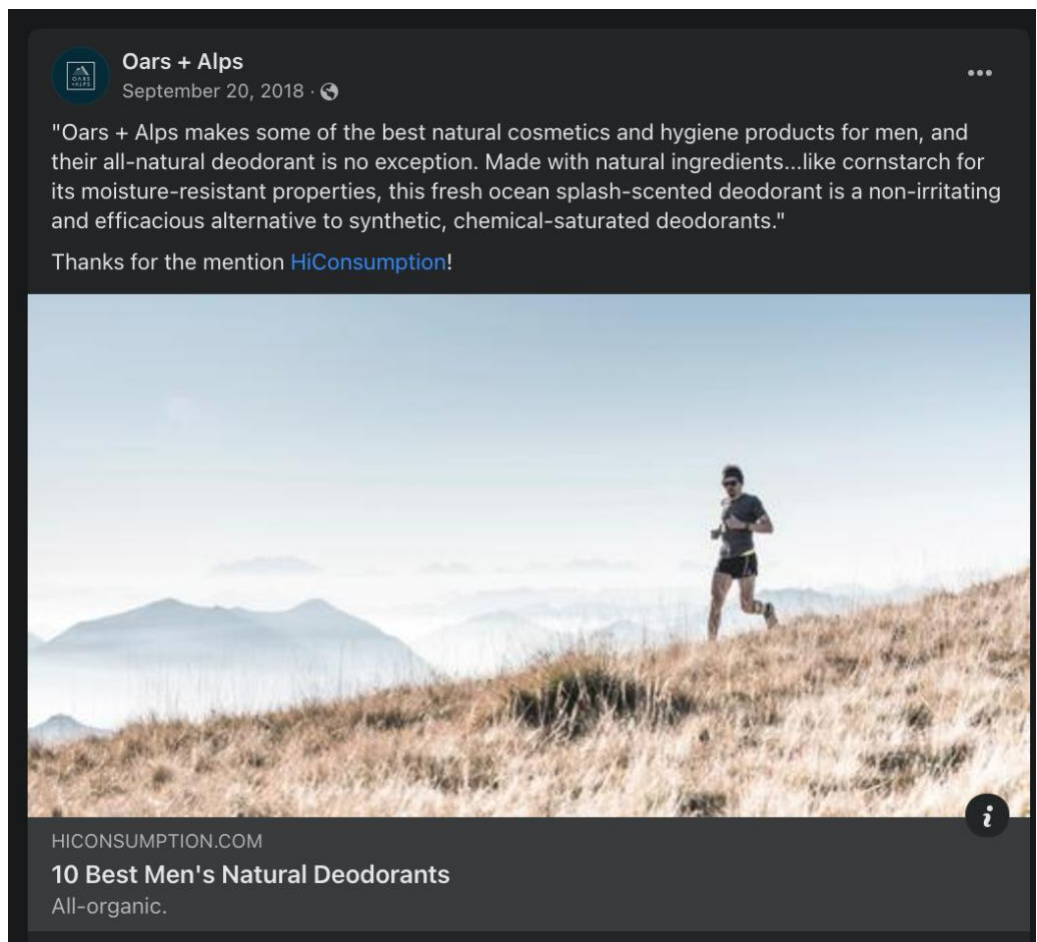 Oars + Alps
September 20, 2018 ·
"Oars + Alps makes some of the best natural cosmetics and hygiene products for men, and
their all-natural deodorant is no exception. Made with natural ingredients...like cornstarch for
its moisture-resistant properties, this fresh ocean splash-scented deodorant is a non-irritating
and efficacious alternative to synthetic, chemical-saturated deodorants."
Thanks for the mention HiConsumption!
HICONSUMPTION.COM
10 Best Men's Natural Deodorants
All-organic.